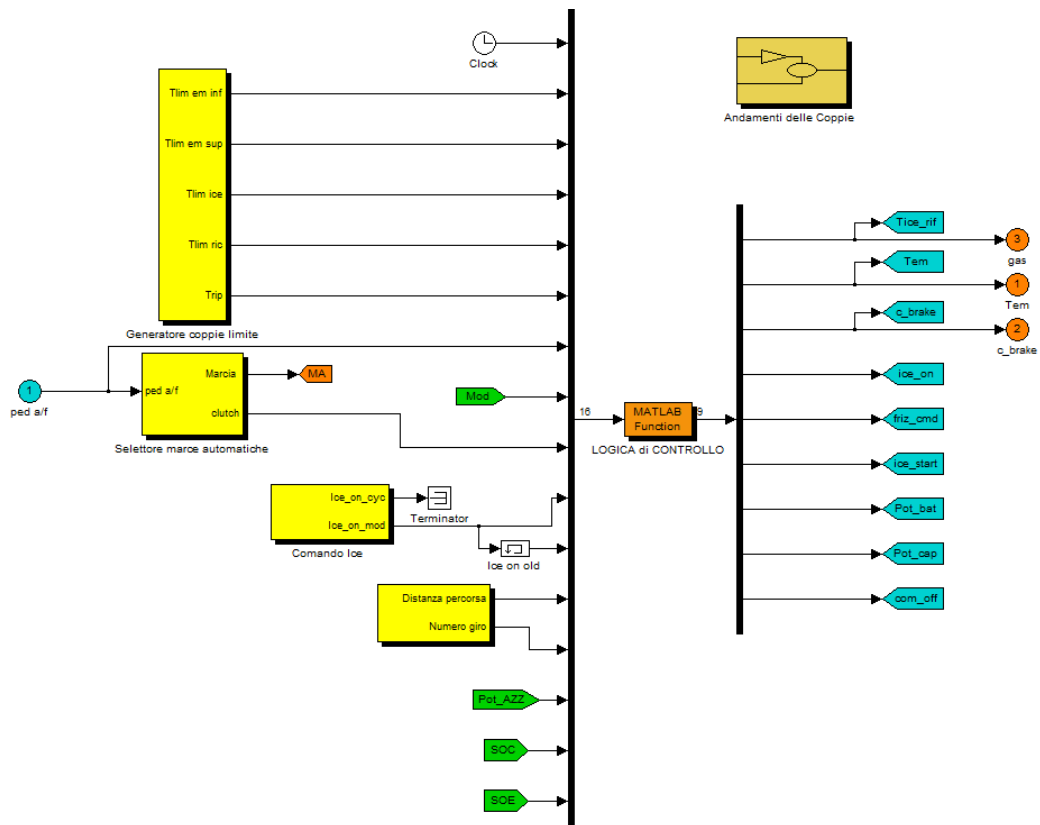 Clock
Tlim em inf
Tlim em sup
Tlim ice
Tlim ric
Trip
Generatore coppie limite
1
ped a/f
ped a/f
Marcia
clutch
Selettore marce automatiche
MA
Mod
Ice_on_cyc
Ice_on_mod
Comando Ice
Terminator
Ice on old
Distanza percorsa
Numero giro
Pot_AZZ
SOC
SOE
16
MATLAB
Function
9
LOGICA di CONTROLLO
Andamenti delle Coppie
Tice_rif
3
gas
Tem
1
Tem
c_brake
2
c_brake
ice_on
friz_cmd
ice_start
Pot_bat
Pot_cap
com_off